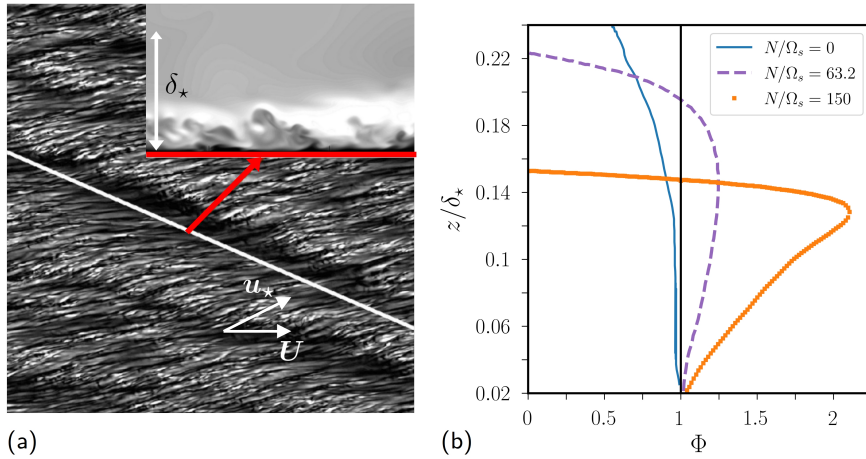 δ⋆
u⋆
U
(a)
z/δ⋆
0.22
0.18
0.14
0.1
0.06
0.02
N/Ωₛ = 0
N/Ωₛ = 63.2
N/Ωₛ = 150
0 0.5 1 1.5 2
Φ
(b)